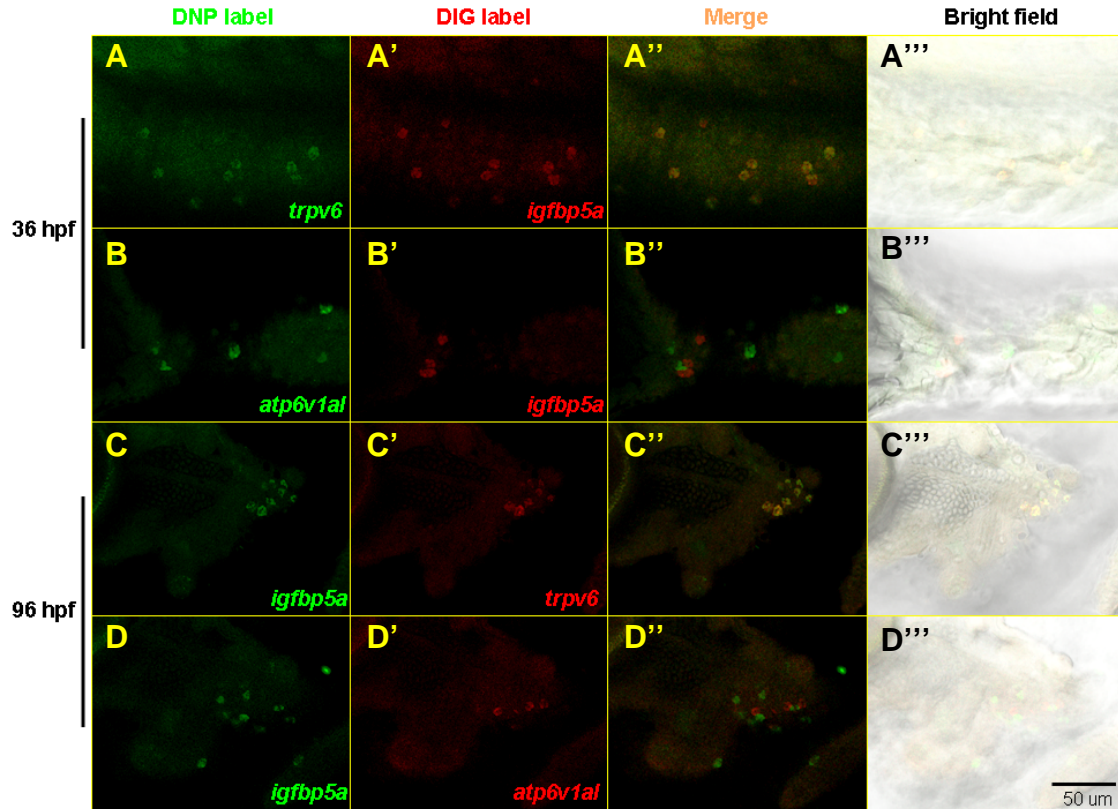 DNP label DIG label Merge Bright field
A A’ A’’ A’’’
36 hpf
trpv6 igfbp5a
B B’ B’’ B’’’
atp6v1al igfbp5a
C C’ C’’ C’’’
96 hpf
igfbp5a trpv6
D D’ D’’ D’’’
igfbp5a atp6v1al
50 um